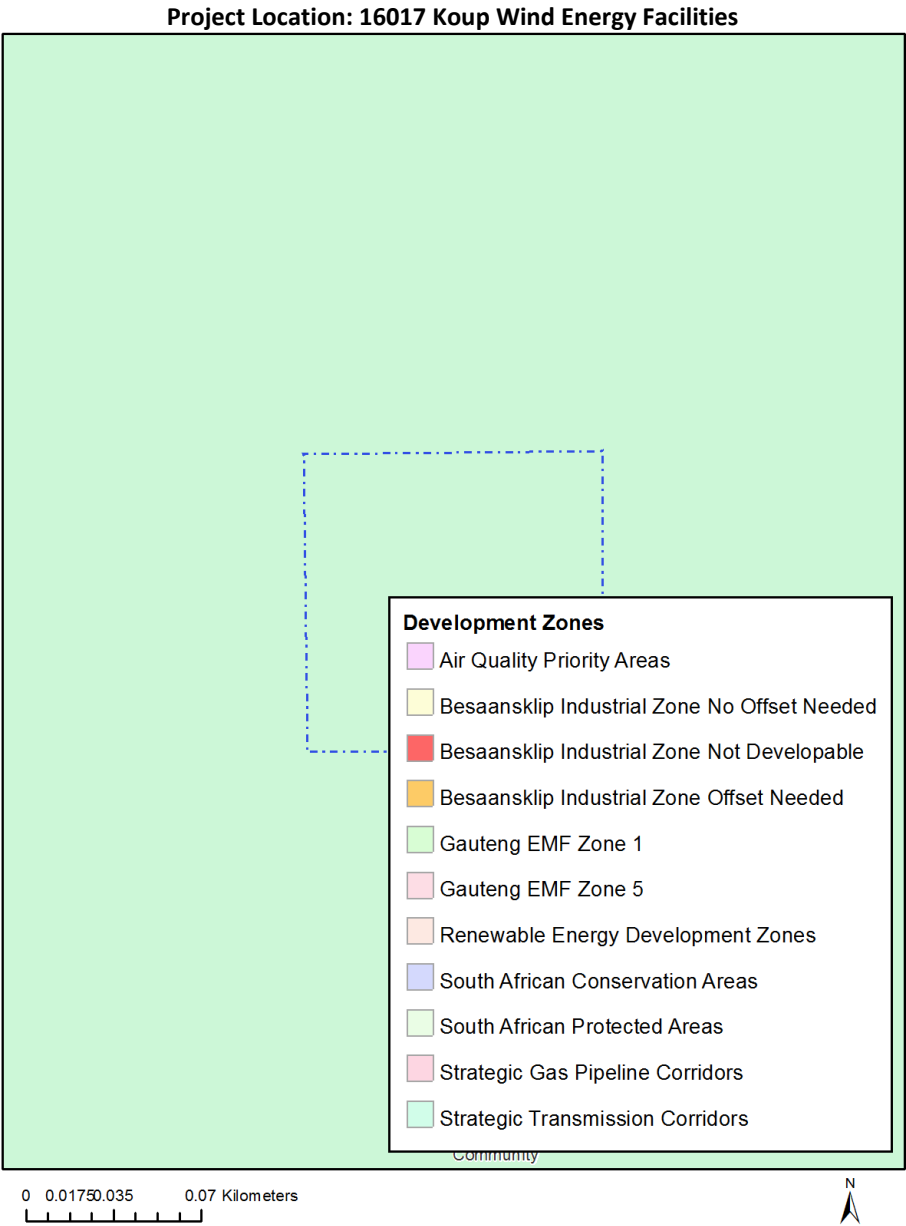 Project Location: 16017 Koup Wind Energy Facilities
Development Zones
Air Quality Priority Areas
Besaansklip Industrial Zone No Offset Needed
Besaansklip Industrial Zone Not Developable
Besaansklip Industrial Zone Offset Needed
Gauteng EMF Zone 1
Gauteng EMF Zone 5
Renewable Energy Development Zones
South African Conservation Areas
South African Protected Areas
Strategic Gas Pipeline Corridors
Strategic Transmission Corridors
Community
0 0.0175 0.035 0.07 Kilometers
N